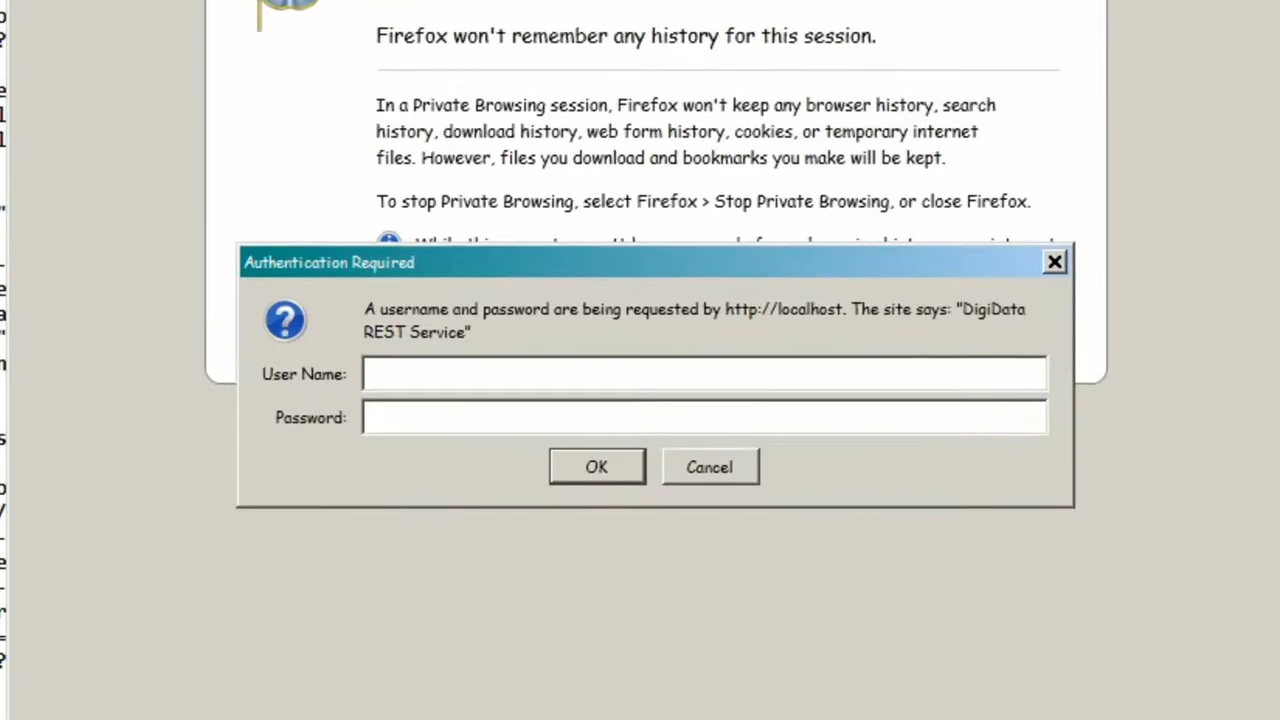 Firefox won't remember any history for this session.
In a Private Browsing session, Firefox won't keep any browser history, search
history, download history, web form history, cookies, or temporary internet
files. However, files you download and bookmarks you make will be kept.
To stop Private Browsing, select Firefox > Stop Private Browsing, or close Firefox.
Authentication Required
A username and password are being requested by http://localhost. The site says: "DigiData
REST Service"
User Name:
Password:
OK Cancel